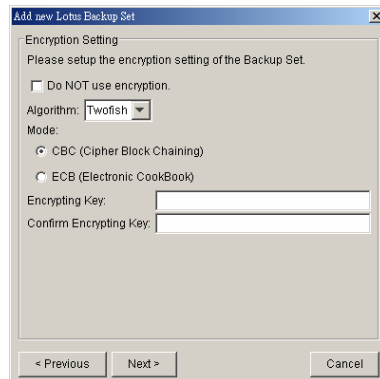 Add new Lotus Backup Set
Encryption Setting
Please setup the encryption setting of the Backup Set.
Do NOT use encryption.
Algorithm: Twofish
Mode:
CBC (Cipher Block Chaining)
ECB (Electronic CookBook)
Encrypting Key:
Confirm Encrypting Key:
< Previous Next > Cancel